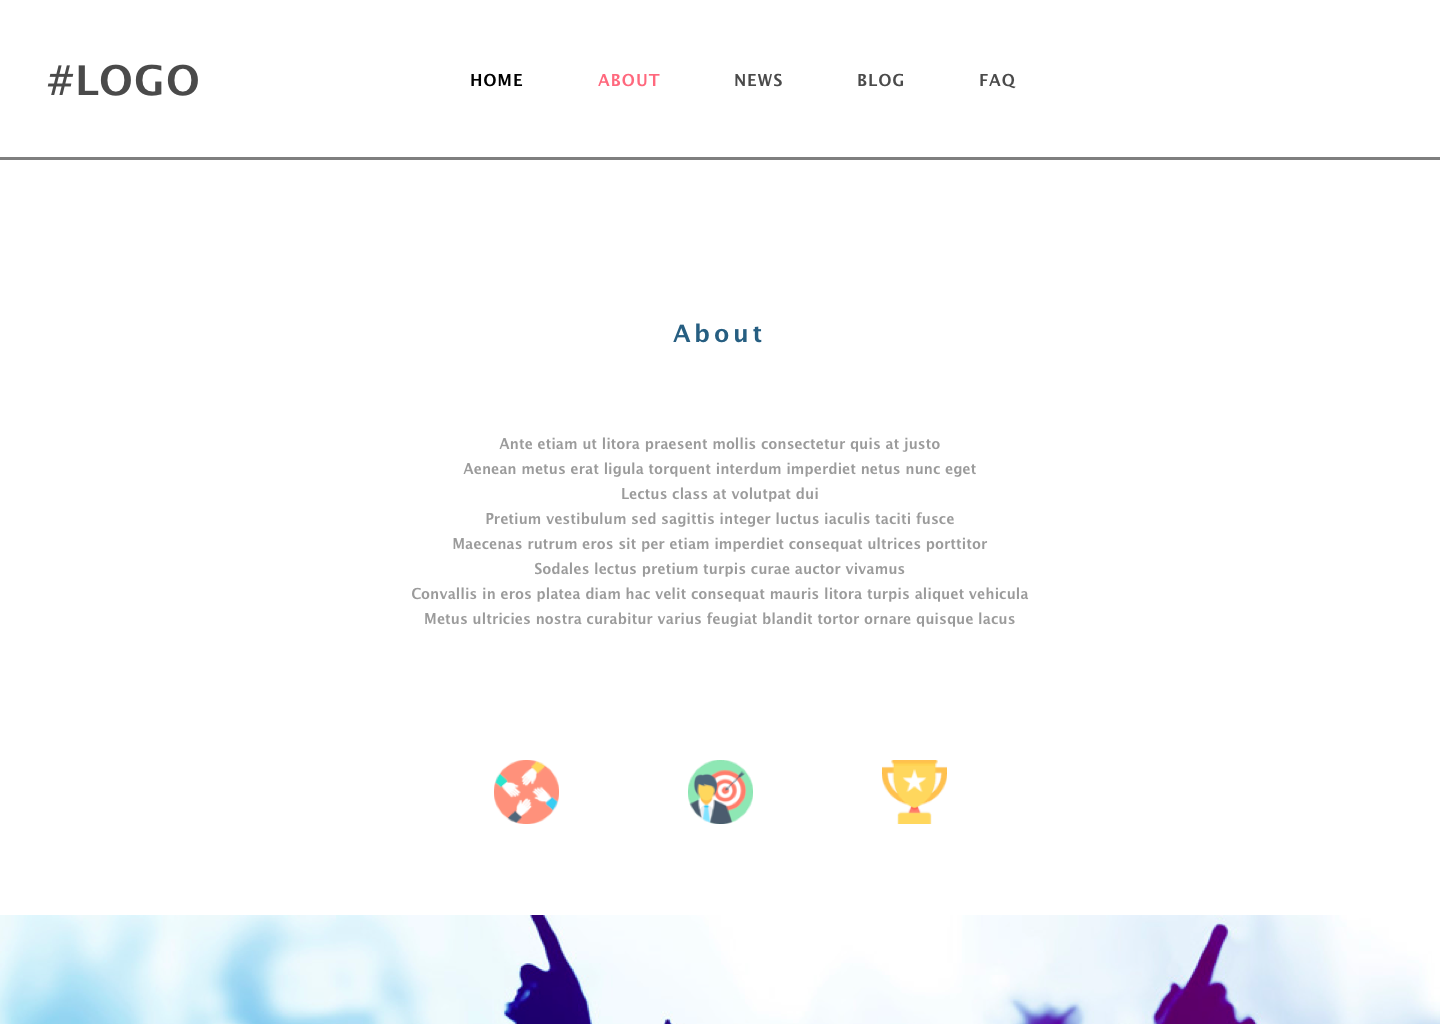 #LOGO
HOME ABOUT NEWS BLOG FAQ
About
Ante etiam ut litora praesent mollis consectetur quis at justo
Aenean metus erat ligula torquent interdum imperdiet netus nunc eget
Lectus class at volutpat dui
Pretium vestibulum sed sagittis integer luctus iaculis taciti fusce
Maecenas rutrum eros sit per etiam imperdiet consequat ultrices porttitor
Sodales lectus pretium turpis curae auctor vivamus
Convallis in eros platea diam hac velit consequat mauris litora turpis aliquet vehicula
Metus ultricies nostra curabitur varius feugiat blandit tortor ornare quisque lacus